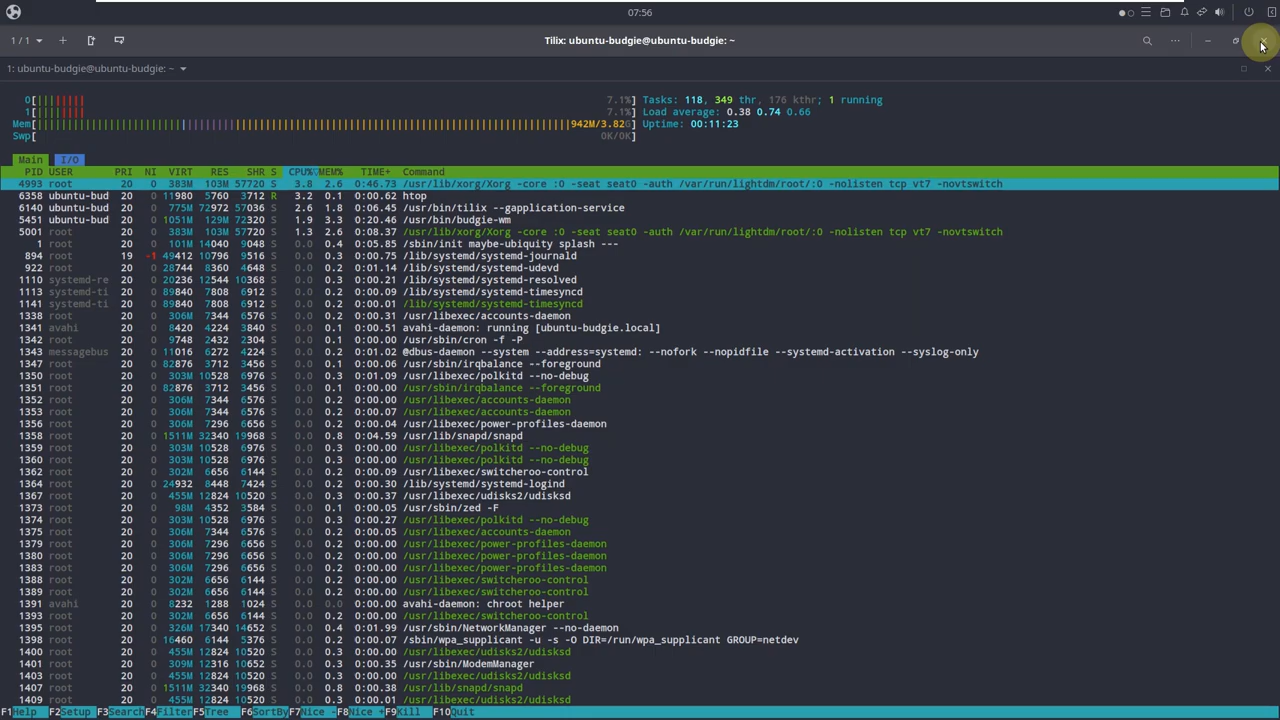 07:56
1 / 1
Tilix: ubuntu-budgie@ubuntu-budgie: ~
1: ubuntu-budgie@ubuntu-budgie: ~
0[|||||||||| 7.1%] Tasks: 118, 349 thr, 176 kthr; 1 running
1[|||||||||| 7.1%] Load average: 0.38 0.74 0.66
Mem[|||||||||||||||||||||||||||||||||||||||| 942M/3.82G] Uptime: 00:11:23
Swp[ 0K/0K]
Main I/O
PID USER PRI NI VIRT RES SHR S CPU%▽MEM% TIME+ Command
4993 root 20 0 383M 103M 57720 S 3.8 2.6 0:46.73 /usr/lib/xorg/Xorg -core :0 -seat seat0 -auth /var/run/lightdm/root/:0 -nolisten tcp vt7 -novtswitch
6358 ubuntu-bud 20 0 11980 5760 3712 R 3.2 0.1 0:00.62 htop
6140 ubuntu-bud 20 0 775M 72972 57036 S 2.6 1.8 0:06.45 /usr/bin/tilix --gapplication-service
5451 ubuntu-bud 20 0 1051M 129M 72320 S 1.9 3.3 0:20.46 /usr/bin/budgie-wm
5001 root 20 0 383M 103M 57720 S 1.3 2.6 0:08.37 /usr/lib/xorg/Xorg -core :0 -seat seat0 -auth /var/run/lightdm/root/:0 -nolisten tcp vt7 -novtswitch
1 root 20 0 101M 14040 9048 S 0.0 0.4 0:05.85 /sbin/init maybe-ubiquity splash ---
894 root 19 -1 49412 10796 9516 S 0.0 0.3 0:00.75 /lib/systemd/systemd-journald
922 root 20 0 28744 8360 4648 S 0.0 0.2 0:01.14 /lib/systemd/systemd-udevd
1110 systemd-re 20 0 20236 12544 10368 S 0.0 0.3 0:00.21 /lib/systemd/systemd-resolved
1113 systemd-ti 20 0 89840 7808 6912 S 0.0 0.2 0:00.09 /lib/systemd/systemd-timesyncd
1141 systemd-ti 20 0 89840 7808 6912 S 0.0 0.2 0:00.01 /lib/systemd/systemd-timesyncd
1338 root 20 0 306M 7344 6576 S 0.0 0.2 0:00.31 /usr/libexec/accounts-daemon
1341 avahi 20 0 8420 4224 3840 S 0.0 0.1 0:00.51 avahi-daemon: running [ubuntu-budgie.local]
1342 root 20 0 9748 2432 2304 S 0.0 0.1 0:00.01 /usr/sbin/cron -f -P
1343 messagebus 20 0 11016 6272 4224 S 0.0 0.2 0:01.02 @dbus-daemon --system --address=systemd: --nofork --nopidfile --systemd-activation --syslog-only
1347 root 20 0 82876 3712 3456 S 0.0 0.1 0:00.06 /usr/sbin/irqbalance --foreground
1350 root 20 0 303M 10528 6976 S 0.0 0.3 0:01.09 /usr/libexec/polkitd --no-debug
1351 root 20 0 82876 3712 3456 S 0.0 0.1 0:00.00 /usr/sbin/irqbalance --foreground
1352 root 20 0 306M 7344 6576 S 0.0 0.2 0:00.00 /usr/libexec/accounts-daemon
1353 root 20 0 306M 7344 6576 S 0.0 0.2 0:00.07 /usr/libexec/accounts-daemon
1356 root 20 0 306M 7344 6656 S 0.0 0.2 0:00.04 /usr/libexec/power-profiles-daemon
1358 root 20 0 1511M 32340 19968 S 0.0 0.8 0:04.59 /usr/lib/snapd/snapd
1359 root 20 0 303M 10528 6976 S 0.0 0.3 0:00.00 /usr/libexec/polkitd --no-debug
1360 root 20 0 303M 10528 6976 S 0.0 0.3 0:00.00 /usr/libexec/polkitd --no-debug
1362 root 20 0 302M 6656 6144 S 0.0 0.2 0:00.09 /usr/libexec/switcheroo-control
1364 root 20 0 24932 8448 7424 S 0.0 0.2 0:00.30 /lib/systemd/systemd-logind
1367 root 20 0 455M 12824 10520 S 0.0 0.3 0:00.37 /usr/libexec/udisks2/udisksd
1373 root 20 0 98M 4352 3584 S 0.0 0.1 0:00.05 /usr/sbin/zed -F
1374 root 20 0 303M 10528 6976 S 0.0 0.3 0:00.27 /usr/libexec/polkitd --no-debug
1375 root 20 0 306M 7344 6576 S 0.0 0.2 0:00.05 /usr/libexec/accounts-daemon
1379 root 20 0 306M 7344 6656 S 0.0 0.2 0:00.00 /usr/libexec/power-profiles-daemon
1380 root 20 0 306M 7344 6656 S 0.0 0.2 0:00.00 /usr/libexec/power-profiles-daemon
1383 root 20 0 306M 7344 6656 S 0.0 0.2 0:00.00 /usr/libexec/power-profiles-daemon
1388 root 20 0 302M 6656 6144 S 0.0 0.2 0:00.00 /usr/libexec/switcheroo-control
1389 root 20 0 302M 6656 6144 S 0.0 0.2 0:00.00 /usr/libexec/switcheroo-control
1391 avahi 20 0 8232 1288 1024 S 0.0 0.0 0:00.00 avahi-daemon: chroot helper
1393 root 20 0 302M 6656 6144 S 0.0 0.2 0:00.00 /usr/libexec/switcheroo-control
1395 root 20 0 326M 17340 14652 S 0.0 0.4 0:01.99 /usr/sbin/NetworkManager --no-daemon
1398 root 20 0 16460 6144 5376 S 0.0 0.2 0:00.07 /sbin/wpa_supplicant -u -s -O DIR=/run/wpa_supplicant GROUP=netdev
1400 root 20 0 455M 12824 10520 S 0.0 0.3 0:00.00 /usr/libexec/udisks2/udisksd
1401 root 20 0 309M 12416 10652 S 0.0 0.3 0:00.35 /usr/sbin/ModemManager
1403 root 20 0 455M 12824 10520 S 0.0 0.3 0:00.00 /usr/libexec/udisks2/udisksd
1407 root 20 0 1511M 32340 19968 S 0.0 0.8 0:00.38 /usr/lib/snapd/snapd
1409 root 20 0 455M 12824 10520 S 0.0 0.3 0:00.01 /usr/libexec/udisks2/udisksd
F1Help F2Setup F3SearchF4FilterF5Tree F6SortByF7Nice -F8Nice +F9Kill F10Quit